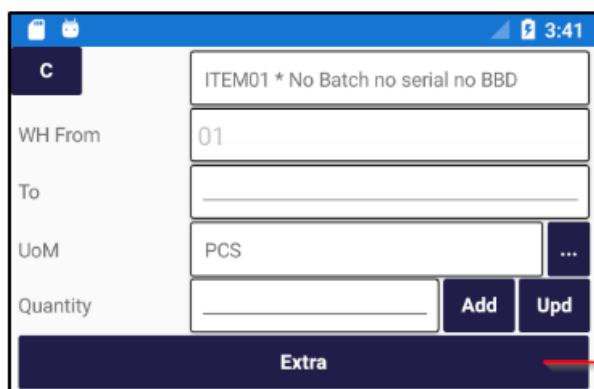 3:41
C
ITEM01 * No Batch no serial no BBD
WH From 01
To
UoM PCS ...
Quantity Add Upd
Extra